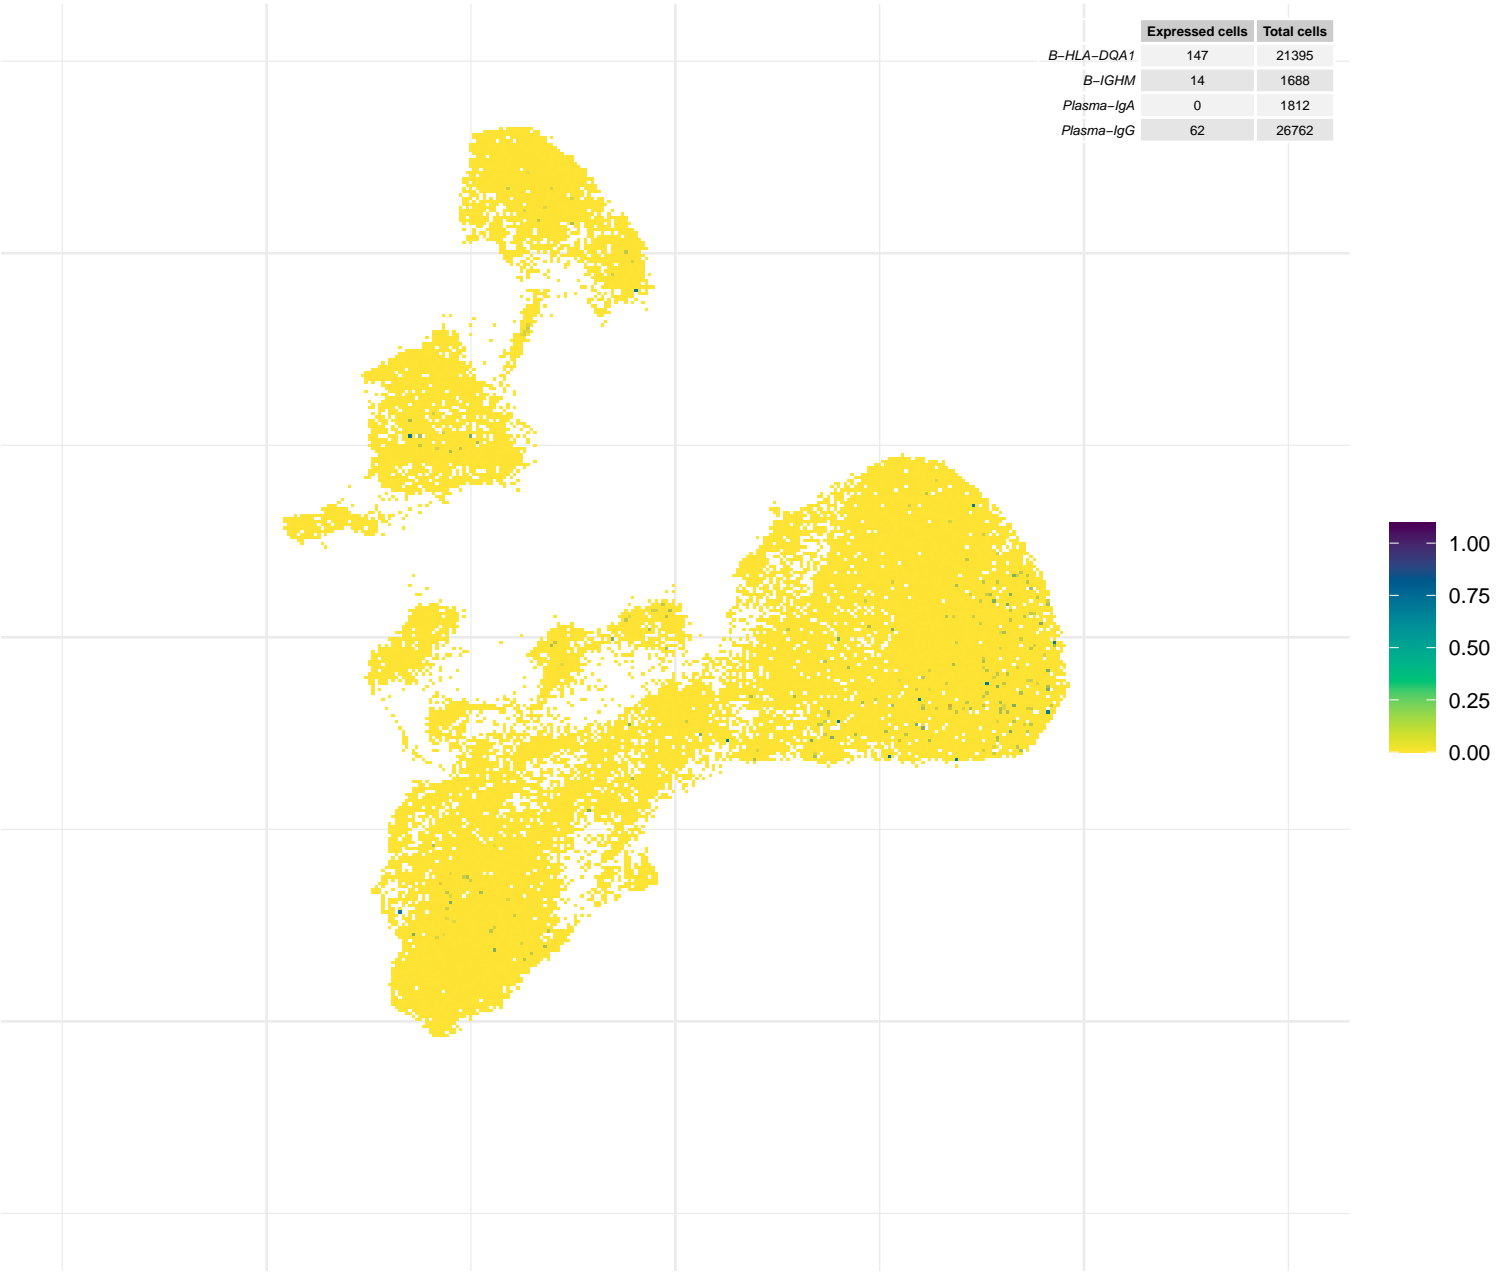 Expressed cells Total cells
B−HLA−DQA1 147 21395
B−IGHM 14 1688
Plasma−IgA 0 1812
Plasma−IgG 62 26762
1.00
0.75
0.50
0.25
0.00